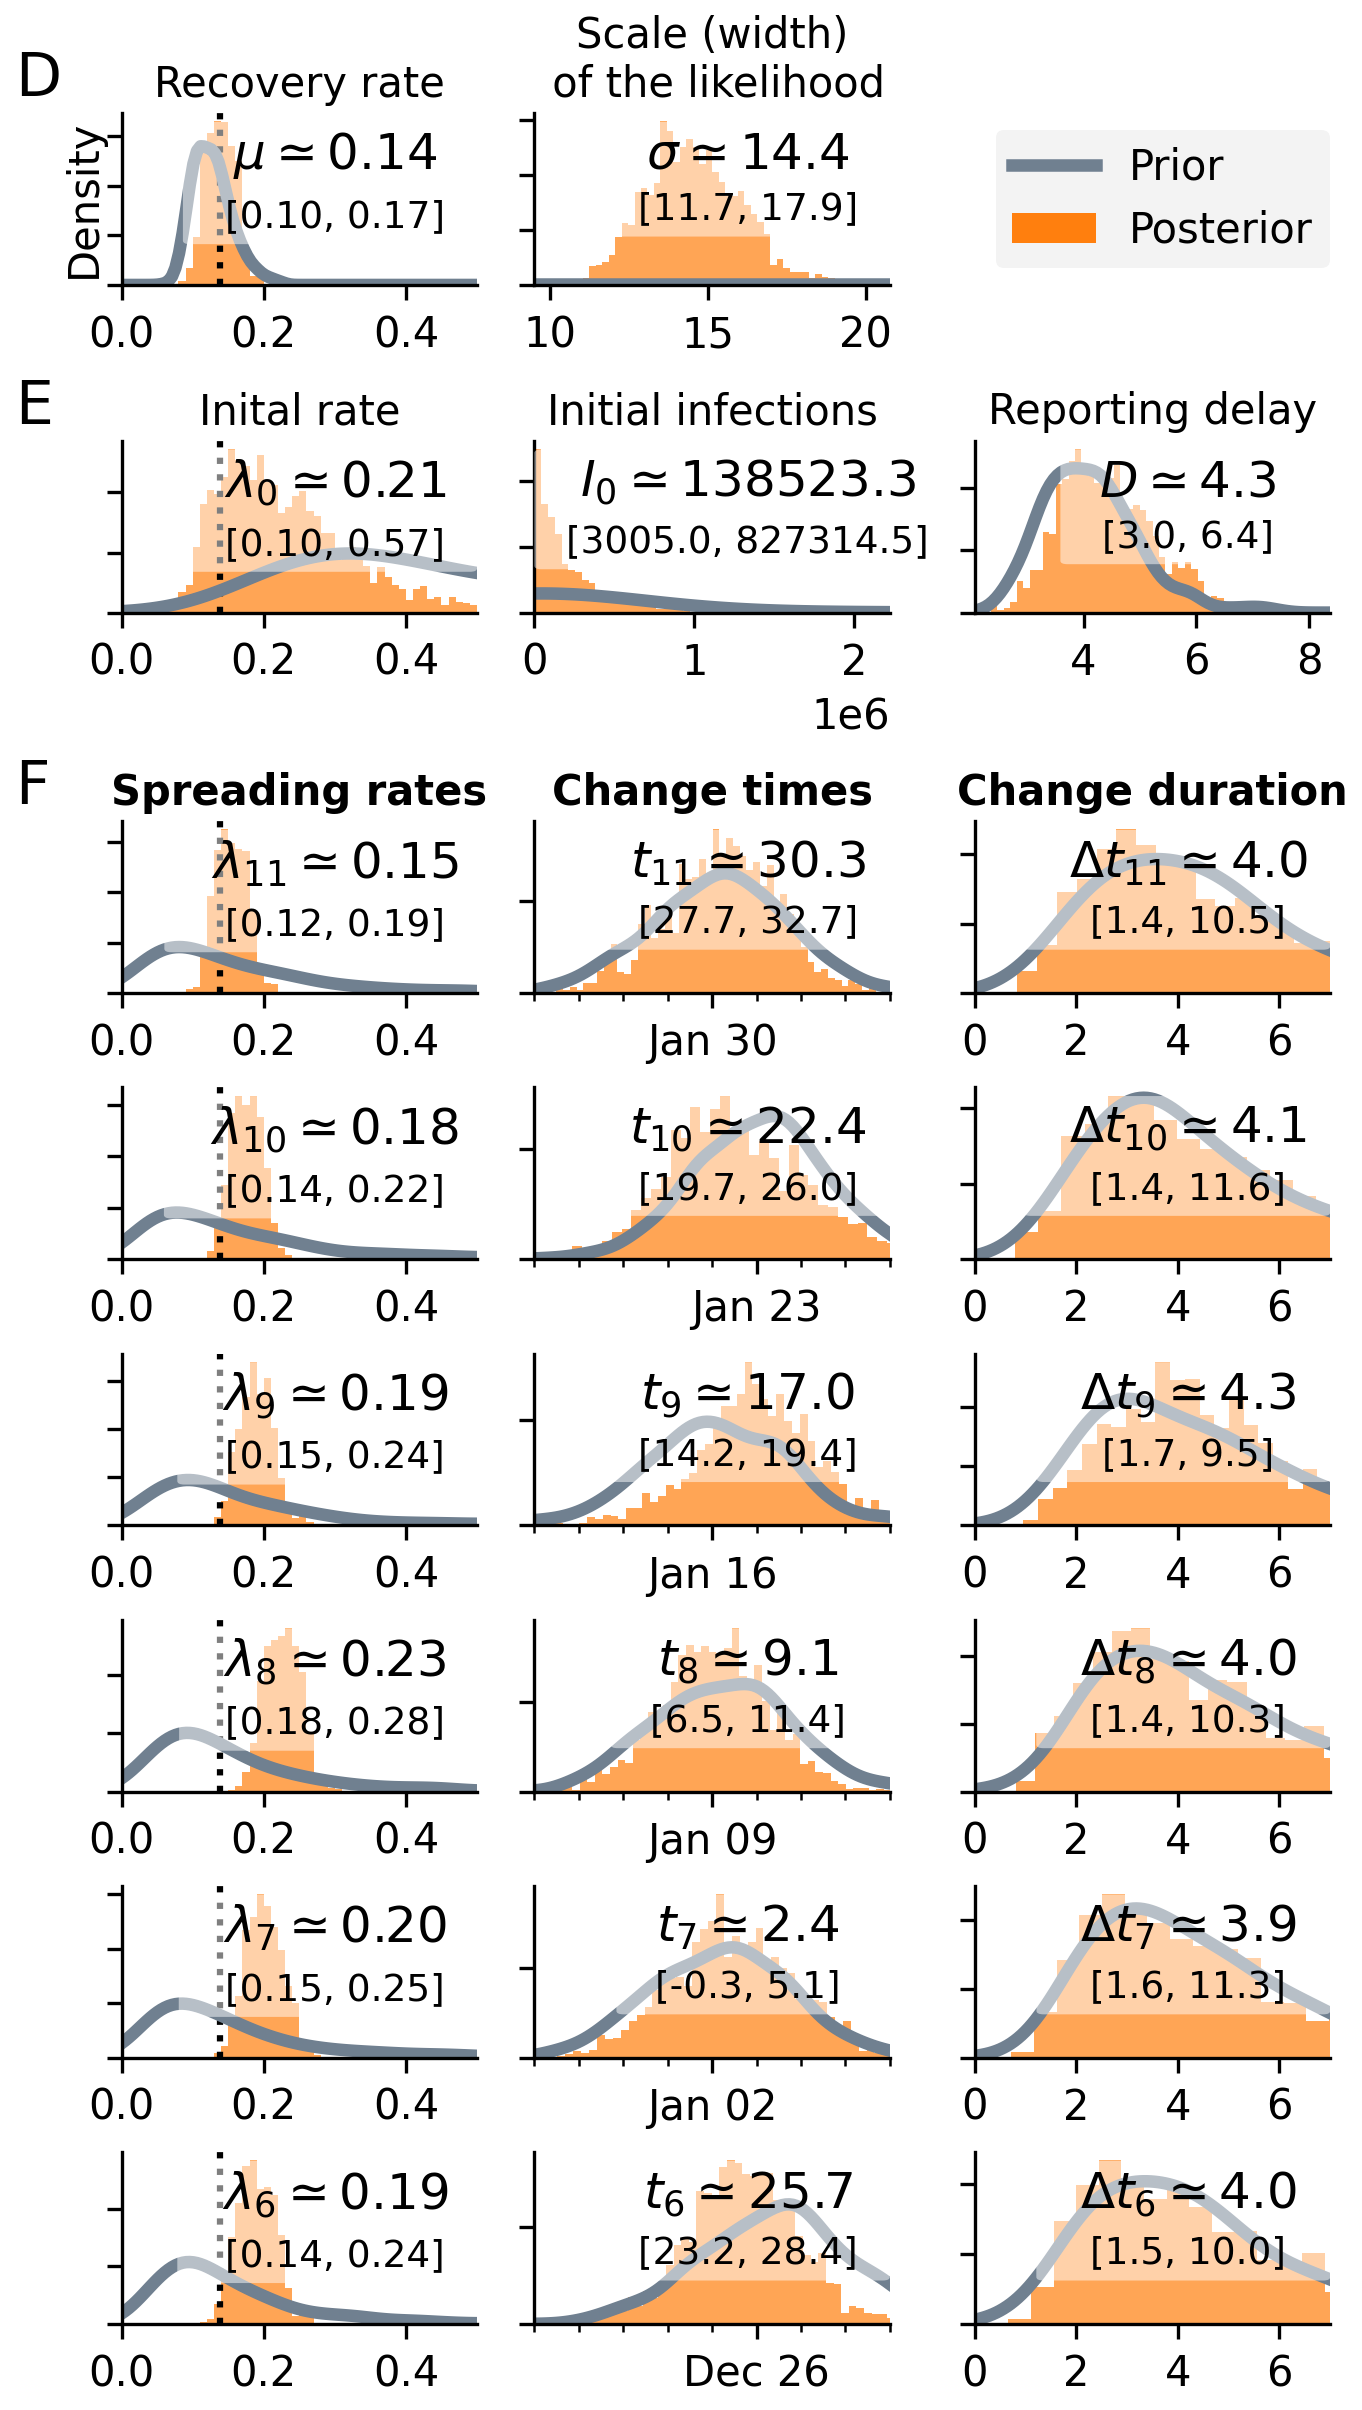 D
Recovery rate
Scale (width)
of the likelihood
Density
μ ≃ 0.14
[0.10, 0.17]
0.0 0.2 0.4
σ ≃ 14.4
[11.7, 17.9]
10 15 20
Prior
Posterior
E
Inital rate
λ0 ≃ 0.21
[0.10, 0.57]
0.0 0.2 0.4
Initial infections
I0 ≃ 138523.3
[3005.0, 827314.5]
0 1 2
1e6
Reporting delay
D ≃ 4.3
[3.0, 6.4]
4 6 8
F
Spreading rates
Change times
Change duration
λ11 ≃ 0.15
[0.12, 0.19]
0.0 0.2 0.4
t11 ≃ 30.3
[27.7, 32.7]
Jan 30
Δt11 ≃ 4.0
[1.4, 10.5]
0 2 4 6
λ10 ≃ 0.18
[0.14, 0.22]
0.0 0.2 0.4
t10 ≃ 22.4
[19.7, 26.0]
Jan 23
Δt10 ≃ 4.1
[1.4, 11.6]
0 2 4 6
λ9 ≃ 0.19
[0.15, 0.24]
0.0 0.2 0.4
t9 ≃ 17.0
[14.2, 19.4]
Jan 16
Δt9 ≃ 4.3
[1.7, 9.5]
0 2 4 6
λ8 ≃ 0.23
[0.18, 0.28]
0.0 0.2 0.4
t8 ≃ 9.1
[6.5, 11.4]
Jan 09
Δt8 ≃ 4.0
[1.4, 10.3]
0 2 4 6
λ7 ≃ 0.20
[0.15, 0.25]
0.0 0.2 0.4
t7 ≃ 2.4
[-0.3, 5.1]
Jan 02
Δt7 ≃ 3.9
[1.6, 11.3]
0 2 4 6
λ6 ≃ 0.19
[0.14, 0.24]
0.0 0.2 0.4
t6 ≃ 25.7
[23.2, 28.4]
Dec 26
Δt6 ≃ 4.0
[1.5, 10.0]
0 2 4 6